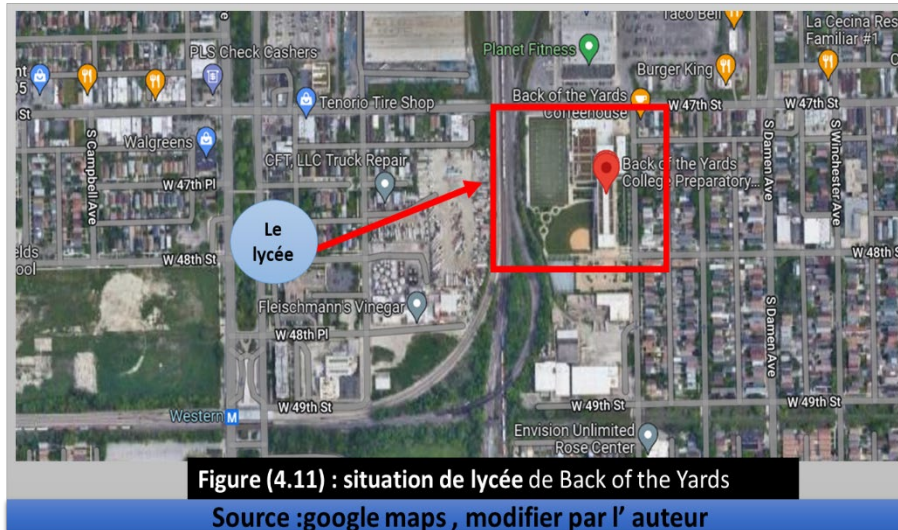 Taco Bell
La Cecina Res
Familiar #1
PLS Check Cashers
Planet Fitness
Burger King
Tenorio Tire Shop
Back of the Yards
Coffeehouse
W 47th St
W 47th St
S Campbell Ave
Walgreens
W 47th Pl
CFT, LLC Truck Repair
Back of the Yards
College Preparatory...
S Damen Ave
S Winchester Ave
Le
lycée
W 48th St
W 48th St
Fleischmann's Vinegar
W 48th Pl
S Damen Ave
W 49th St
W 49th St
W 49th St
Western M
Envision Unlimited
Rose Center
Figure (4.11) : situation de lycée de Back of the Yards
Source :google maps , modifier par l' auteur